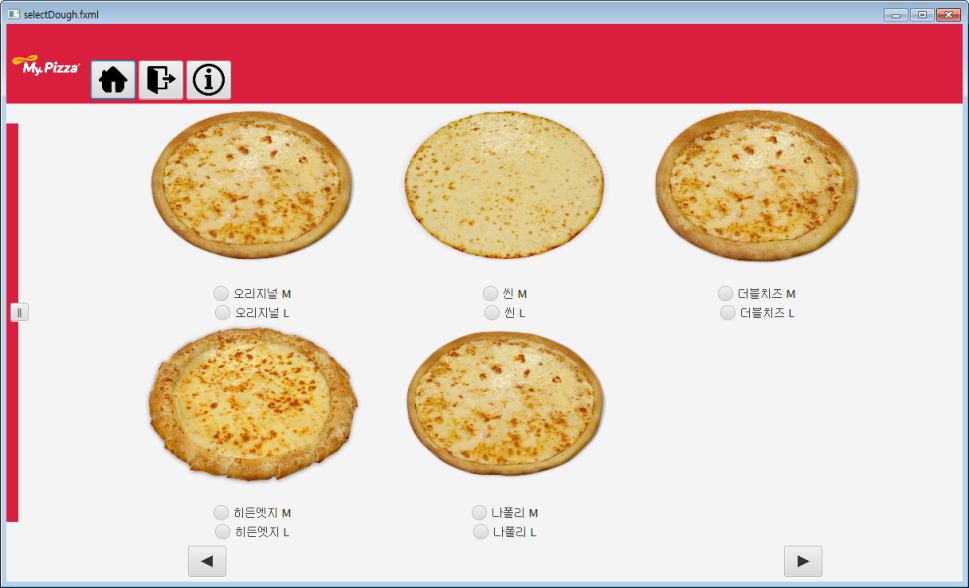 selectDough.fxml
My.Pizza
오리지널 M
오리지널 L
씬 M
씬 L
더블치즈 M
더블치즈 L
히든엣지 M
히든엣지 L
나폴리 M
나폴리 L